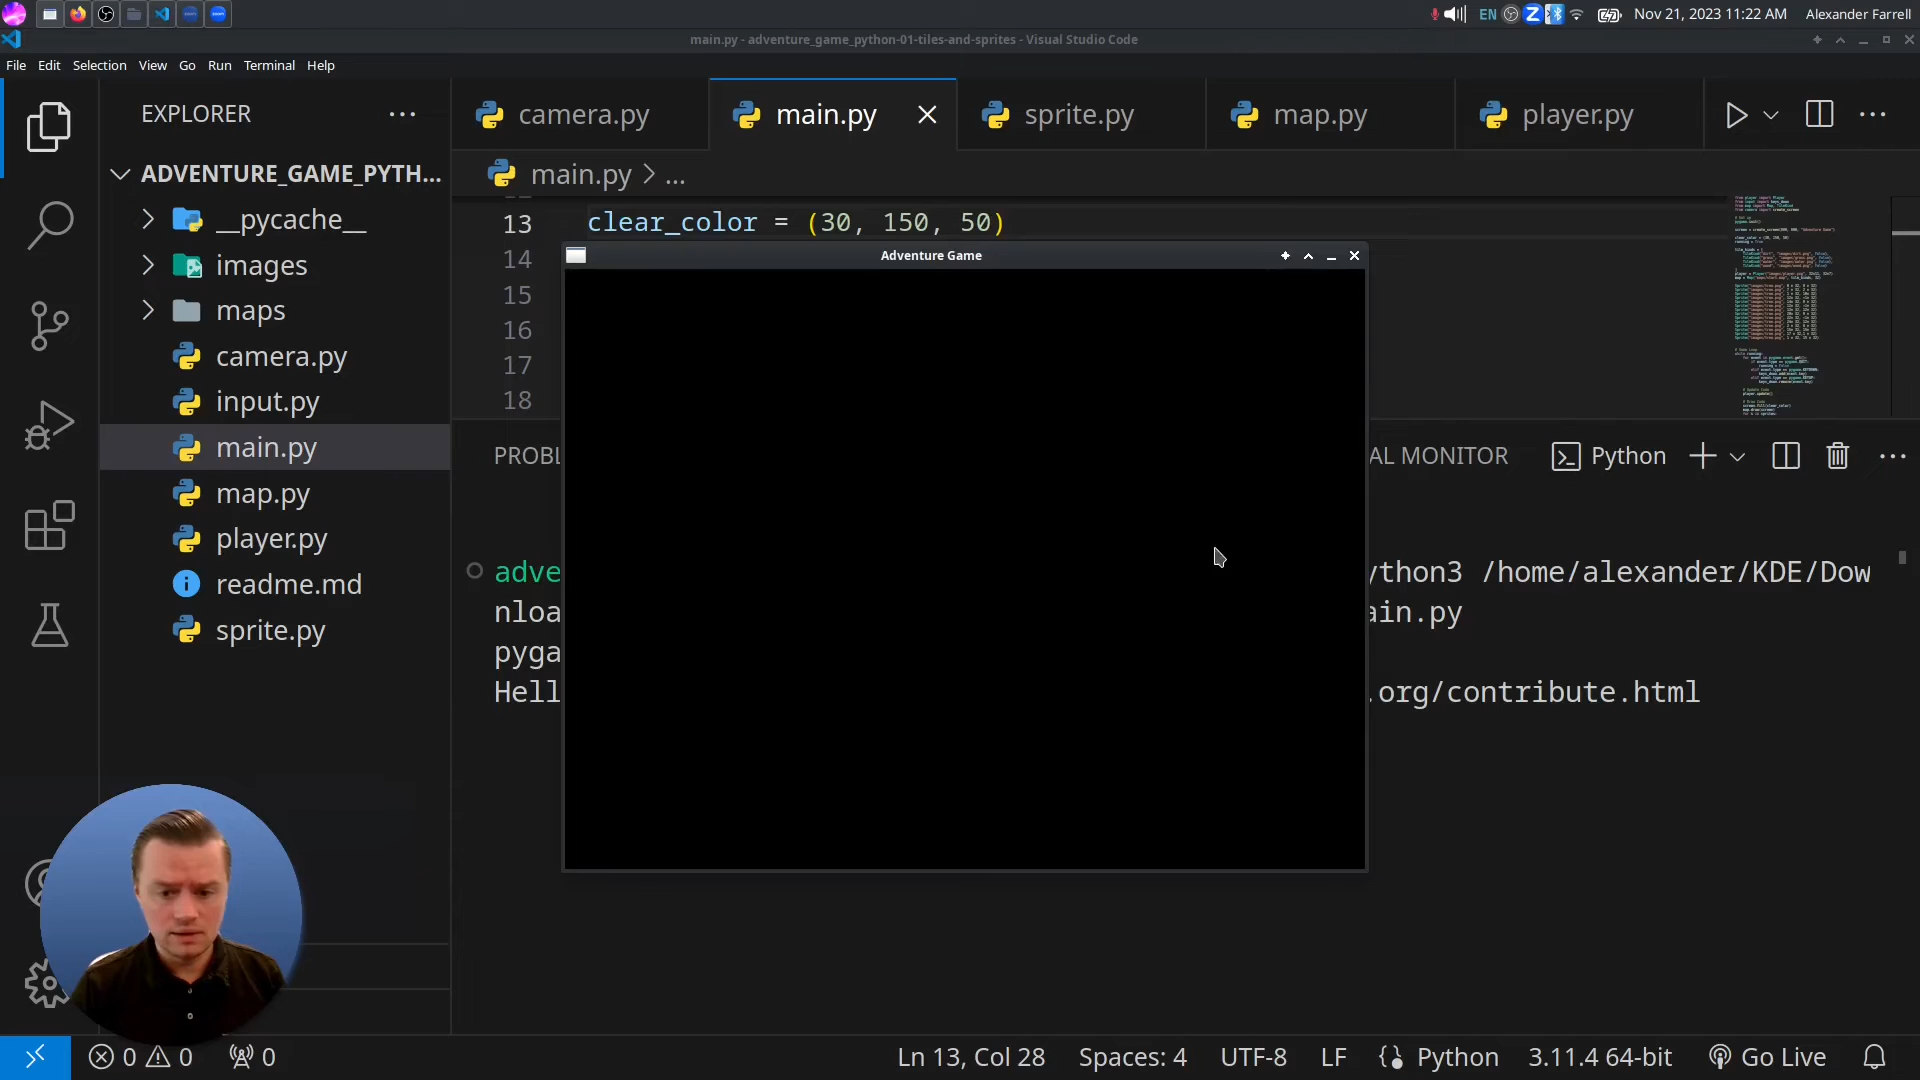 EN
Nov 21, 2023 11:22 AM
Alexander Farrell
main.py - adventure_game_python-01-tiles-and-sprites - Visual Studio Code
File Edit Selection View Go Run Terminal Help
EXPLORER
camera.py
main.py
sprite.py
map.py
player.py
ADVENTURE_GAME_PYTH...
main.py > ...
__pycache__
images
maps
camera.py
input.py
main.py
map.py
player.py
readme.md
sprite.py
13 clear_color = (30, 150, 50)
14
15
16
17
18
Adventure Game
PROBL
AL MONITOR
Python
adve
ython3 /home/alexander/KDE/Dow
nloa
ain.py
pyga
Hell
.org/contribute.html
0 0 0
Ln 13, Col 28
Spaces: 4
UTF-8
LF
Python
3.11.4 64-bit
Go Live